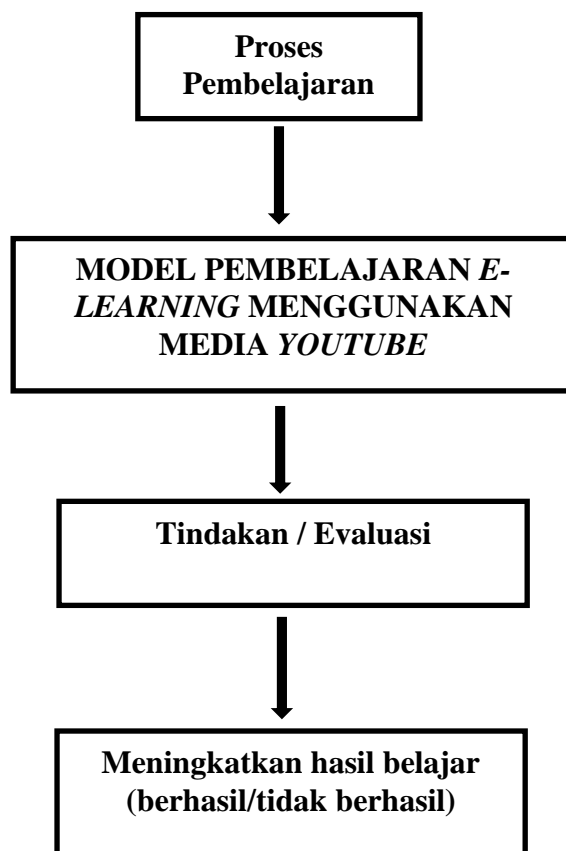 Proses
Pembelajaran
MODEL PEMBELAJARAN E-
LEARNING MENGGUNAKAN
MEDIA YOUTUBE
Tindakan / Evaluasi
Meningkatkan hasil belajar
(berhasil/tidak berhasil)